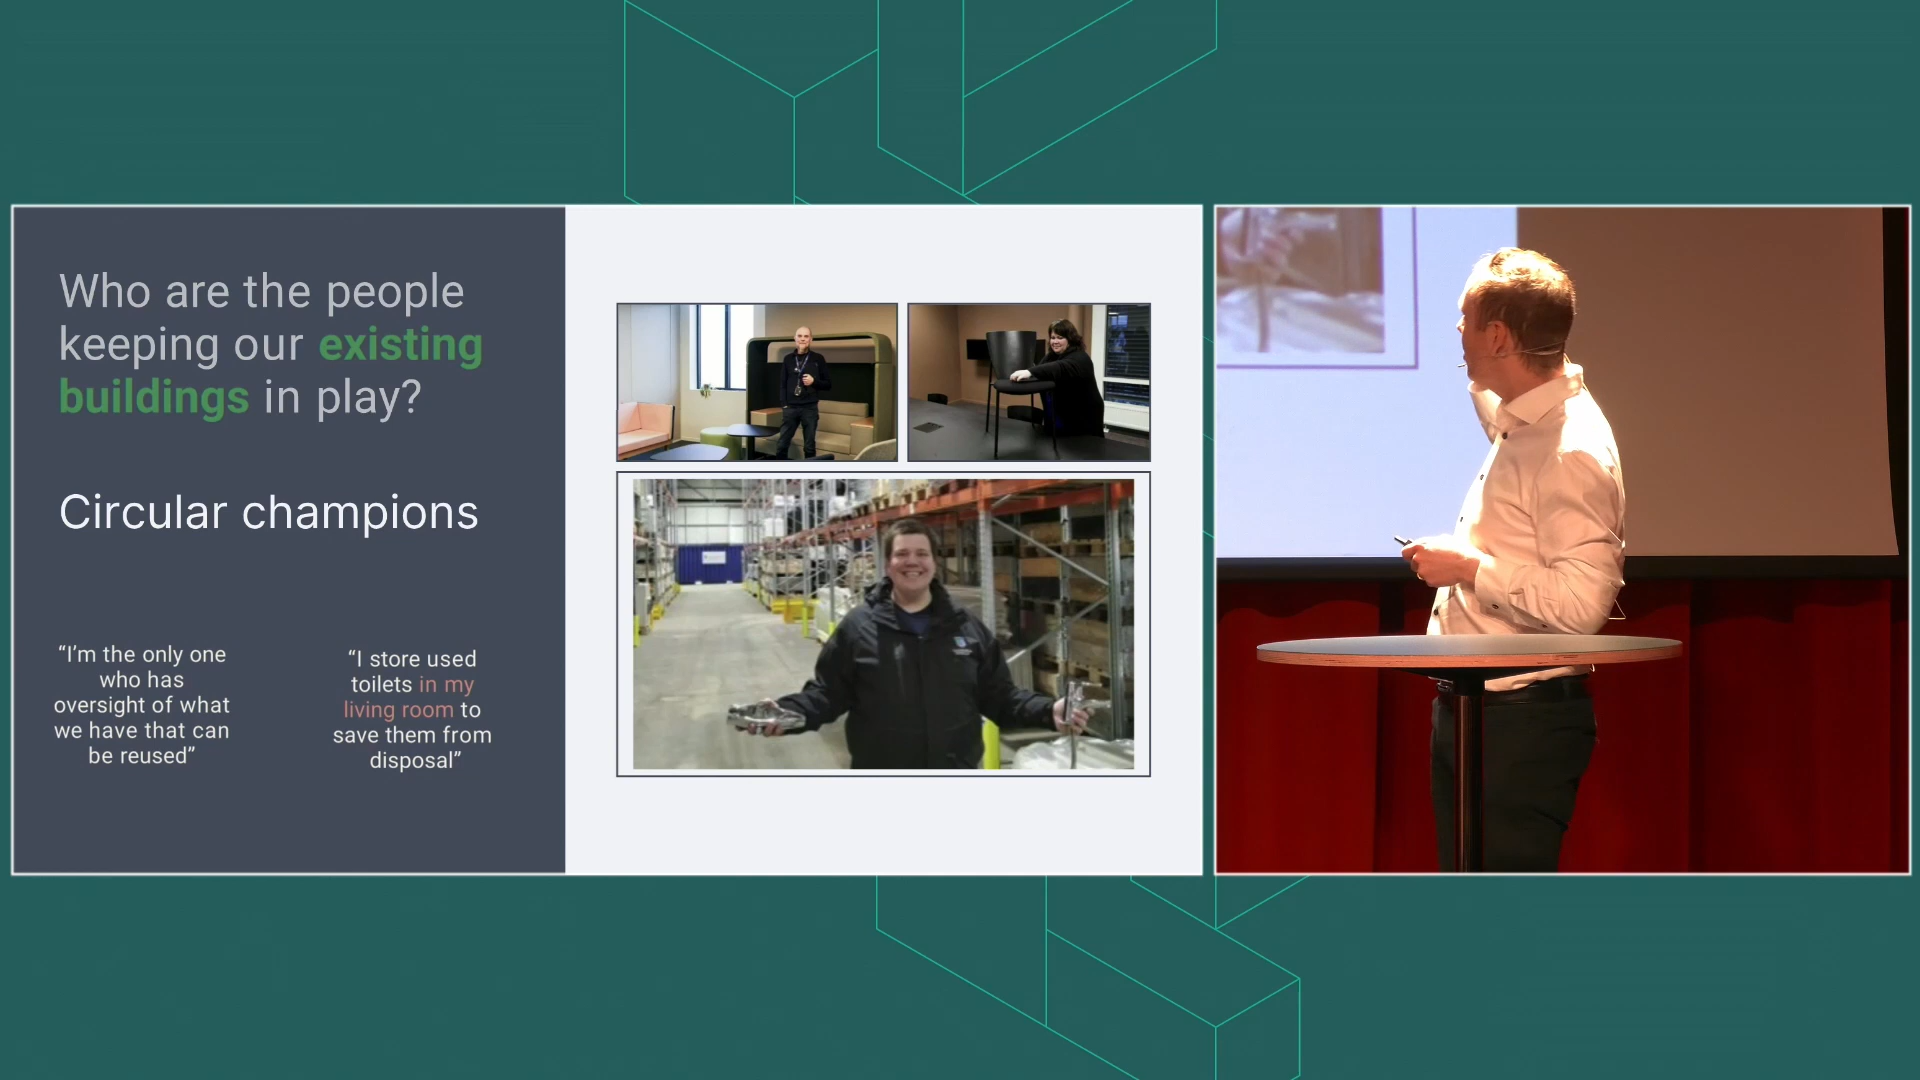 Who are the people
keeping our existing
buildings in play?
Circular champions
“I’m the only one
who has
oversight of what
we have that can
be reused”
“I store used
toilets in my
living room to
save them from
disposal”